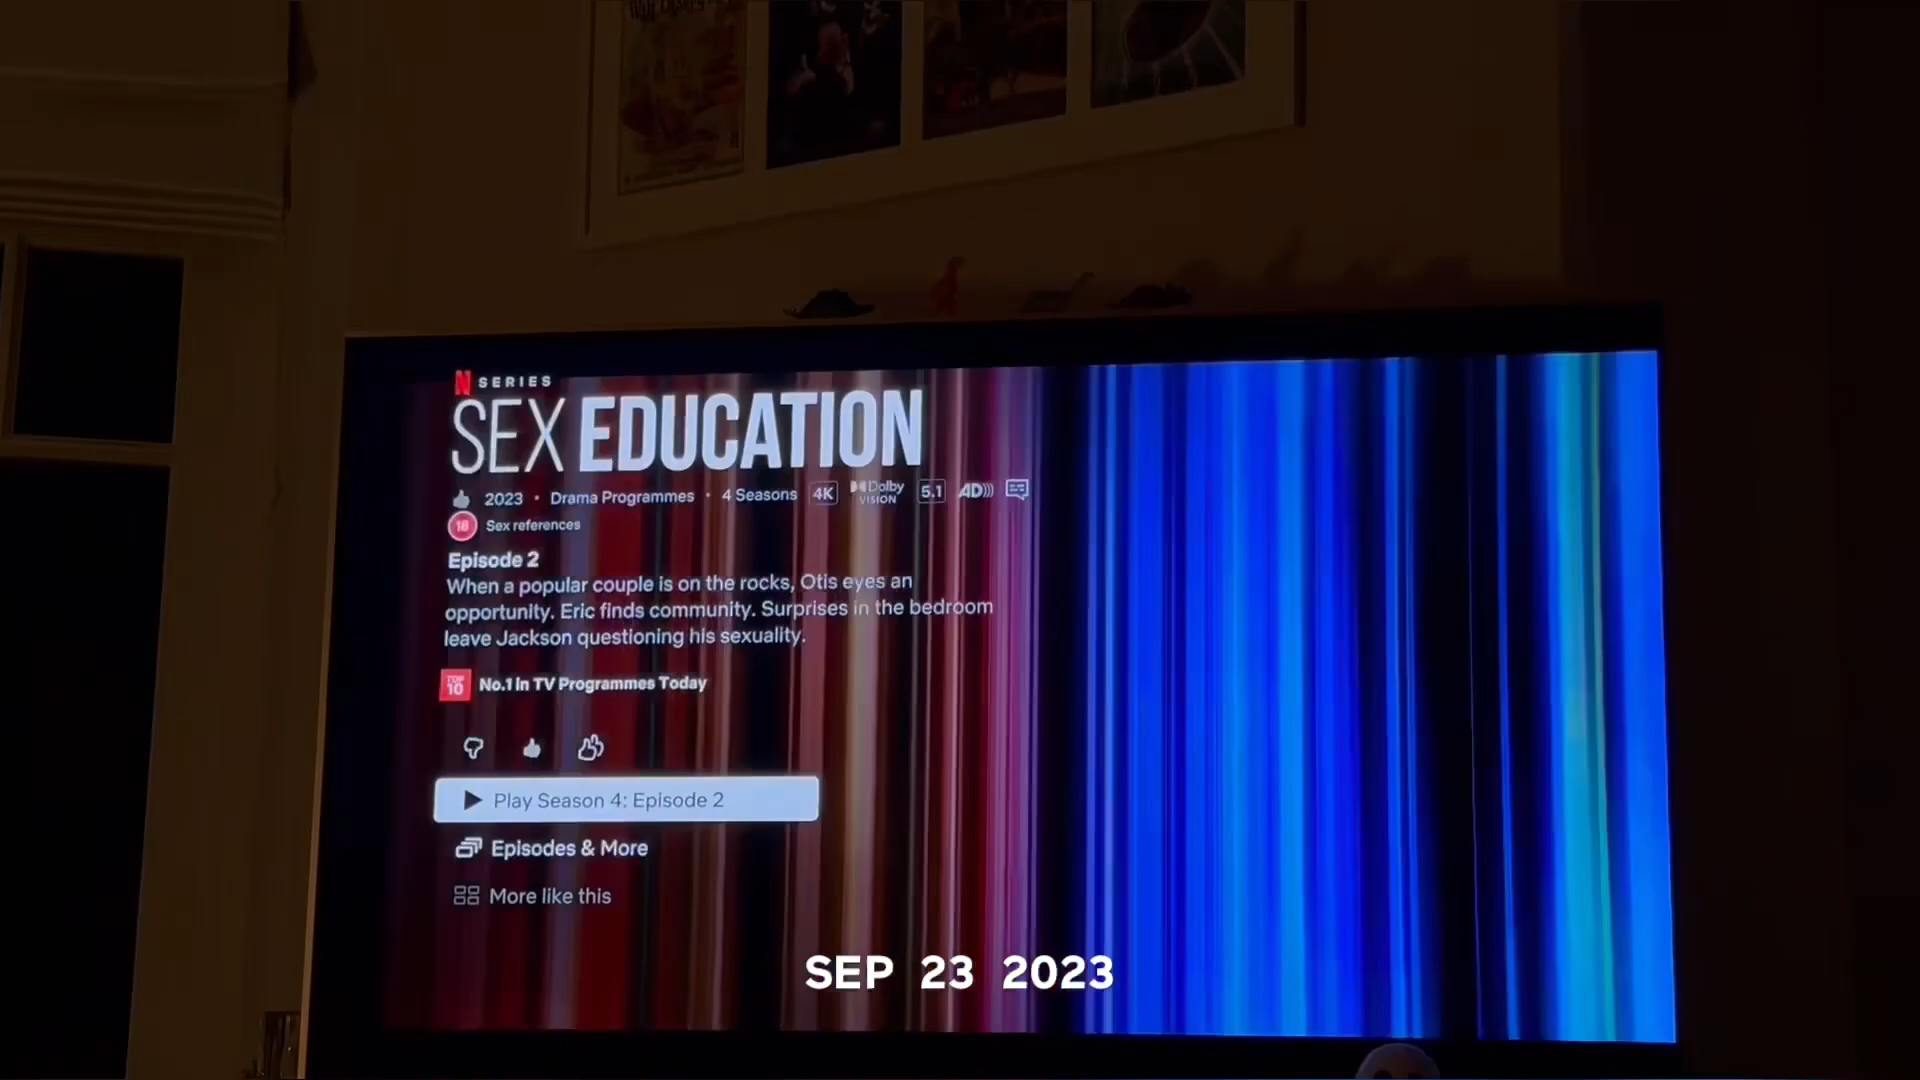 N SERIES
SEX EDUCATION
2023 • Drama Programmes • 4 Seasons 4K Dolby VISION 5.1 AD)))
18 Sex references
Episode 2
When a popular couple is on the rocks, Otis eyes an
opportunity. Eric finds community. Surprises in the bedroom
leave Jackson questioning his sexuality.
TOP 10 No.1 in TV Programmes Today
Play Season 4: Episode 2
Episodes & More
More like this
SEP 23 2023